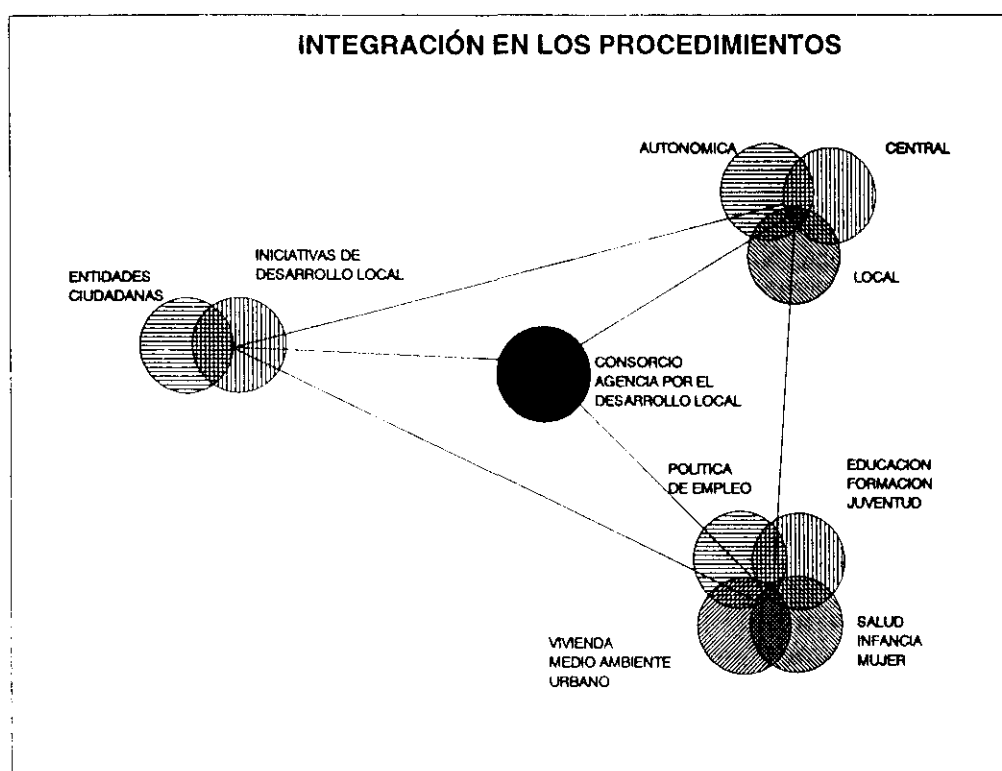 INTEGRACIÓN EN LOS PROCEDIMIENTOS
AUTONOMICA
CENTRAL
LOCAL
ENTIDADES
CIUDADANAS
INICIATIVAS DE
DESARROLLO LOCAL
CONSORCIO
AGENCIA POR EL
DESARROLLO LOCAL
POLITICA
DE EMPLEO
EDUCACION
FORMACION
JUVENTUD
VIVIENDA
MEDIO AMBIENTE
URBANO
SALUD
INFANCIA
MUJER